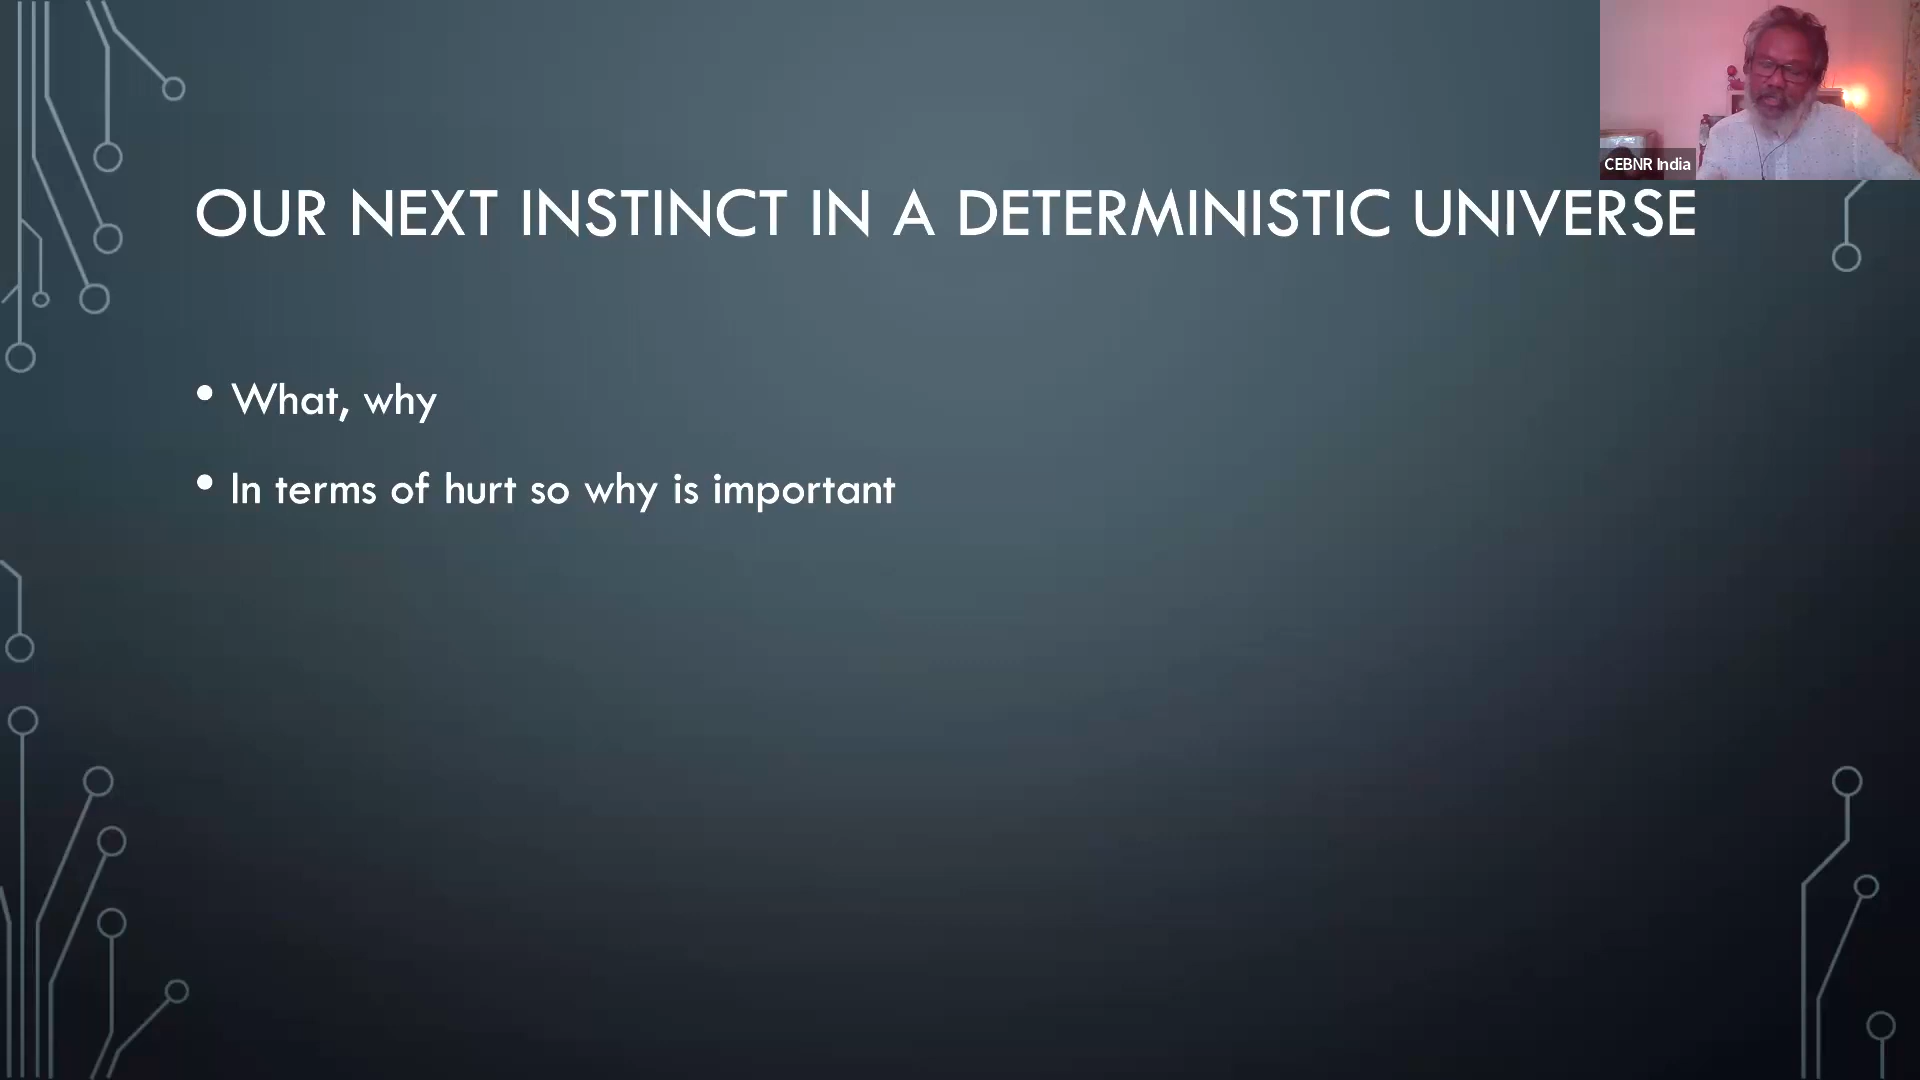 CEBNR India
OUR NEXT INSTINCT IN A DETERMINISTIC UNIVERSE
What, why
In terms of hurt so why is important